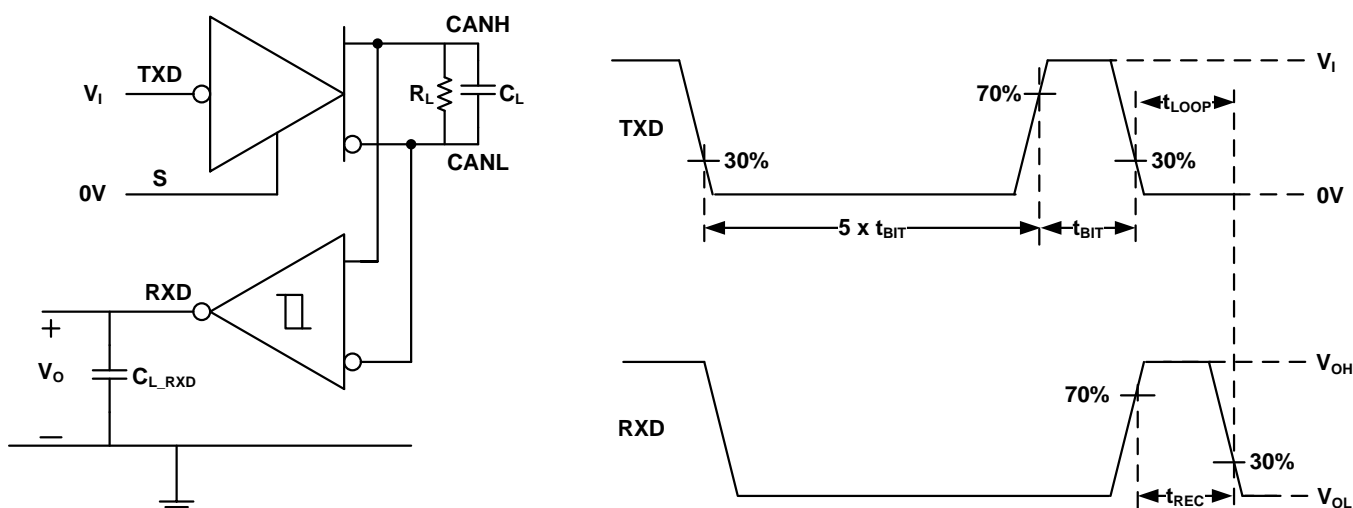 CANH
TXD
V_I
R_L
C_L
CANL
S
0V
RXD
+
V_O
C_L_RXD
—
V_I
70%
t_LOOP
TXD
30%
30%
0V
5 x t_BIT
t_BIT
V_OH
70%
RXD
30%
t_REC
V_OL